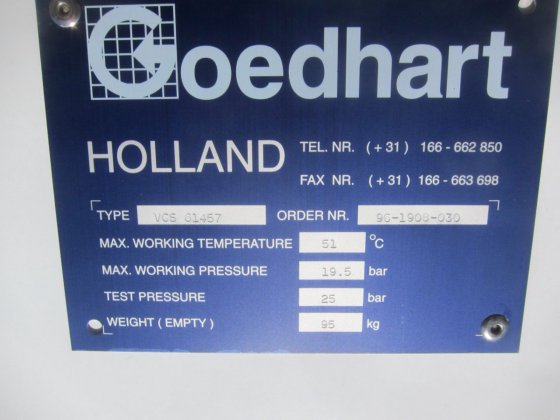 Goedhart
HOLLAND TEL. NR. (+31) 166-662 850
FAX NR. (+31) 166-663 698
TYPE VCS 61457 ORDER NR. 96-1908-030
MAX. WORKING TEMPERATURE 51 °C
MAX. WORKING PRESSURE 19.5 bar
TEST PRESSURE 25 bar
WEIGHT (EMPTY) 95 kg